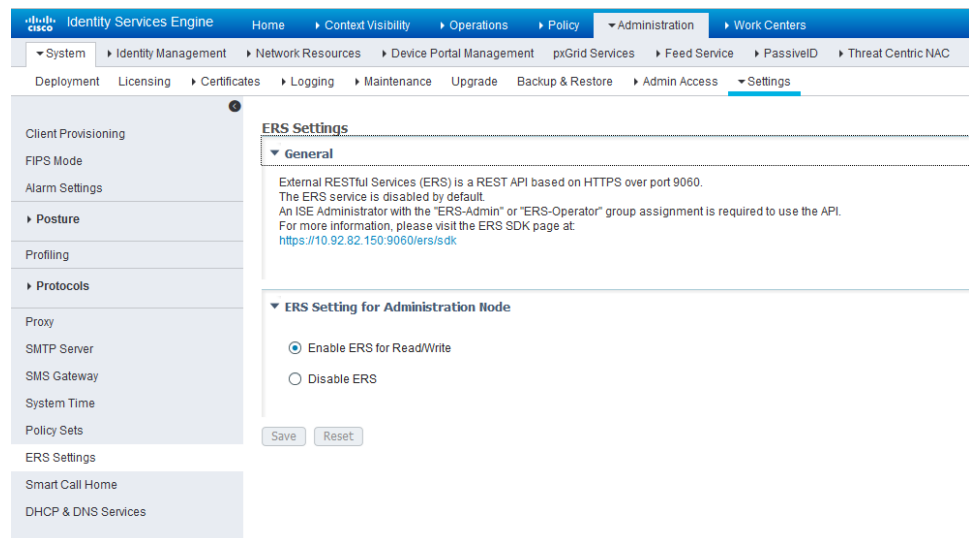 cisco Identity Services Engine Home Context Visibility Operations Policy Administration Work Centers
System Identity Management Network Resources Device Portal Management pxGrid Services Feed Service PassiveID Threat Centric NAC
Deployment Licensing Certificates Logging Maintenance Upgrade Backup & Restore Admin Access Settings
Client Provisioning
FIPS Mode
Alarm Settings
Posture
Profiling
Protocols
Proxy
SMTP Server
SMS Gateway
System Time
Policy Sets
ERS Settings
Smart Call Home
DHCP & DNS Services
ERS Settings
General
External RESTful Services (ERS) is a REST API based on HTTPS over port 9060.
The ERS service is disabled by default.
An ISE Administrator with the "ERS-Admin" or "ERS-Operator" group assignment is required to use the API.
For more information, please visit the ERS SDK page at:
https://10.92.82.150:9060/ers/sdk
ERS Setting for Administration Node
Enable ERS for Read/Write
Disable ERS
Save Reset